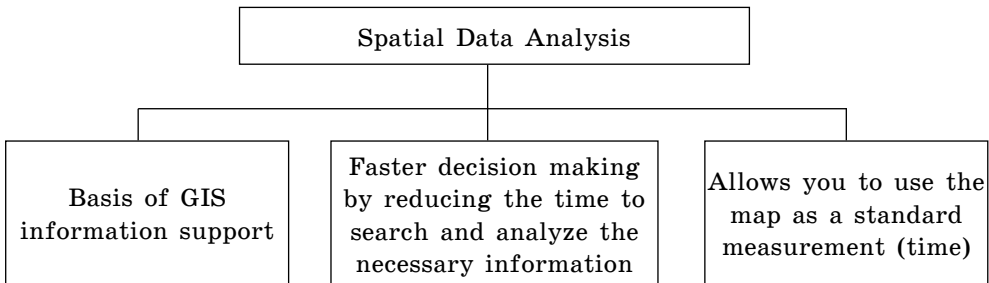 Spatial Data Analysis
Basis of GIS
information support
Faster decision making
by reducing the time to
search and analyze the
necessary information
Allows you to use the
map as a standard
measurement (time)